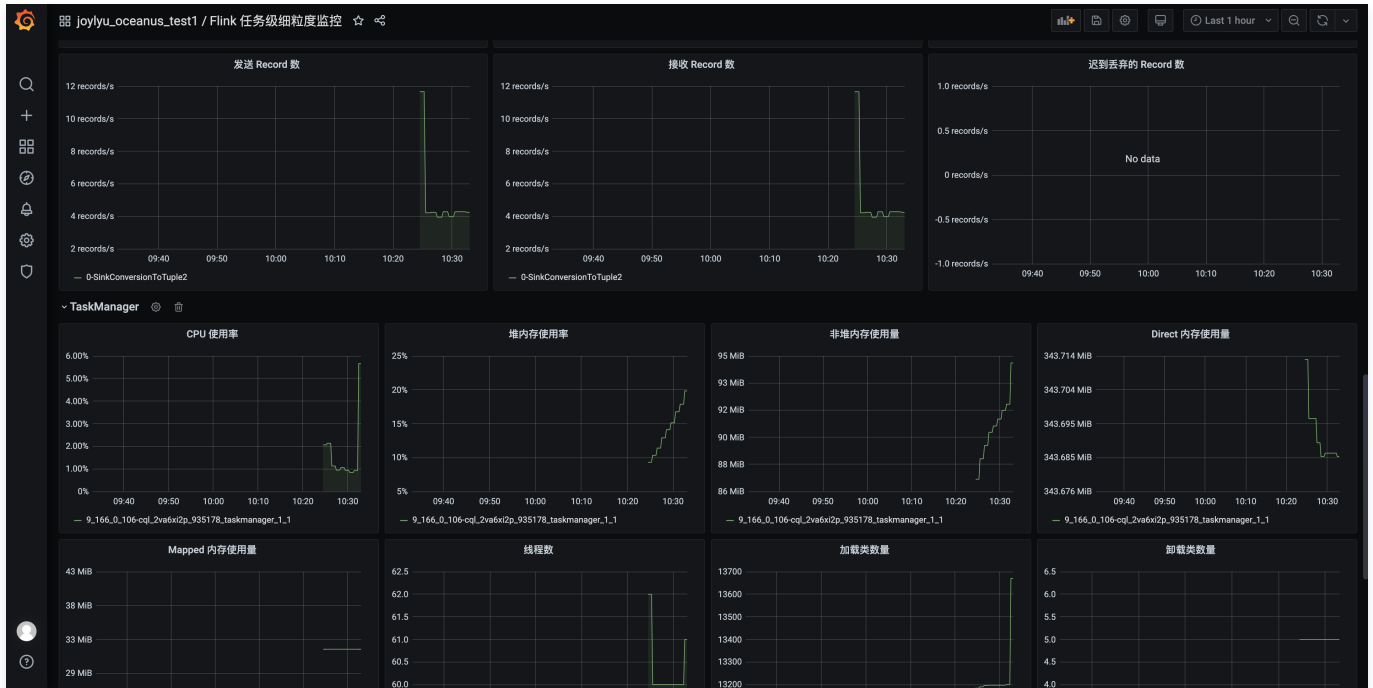 joylyu_oceanus_test1 / Flink 任务级细粒度监控
Last 1 hour
发送 Record 数
12 records/s
10 records/s
8 records/s
6 records/s
4 records/s
2 records/s
09:40 09:50 10:00 10:10 10:20 10:30
0-SinkConversionToTuple2
接收 Record 数
12 records/s
10 records/s
8 records/s
6 records/s
4 records/s
2 records/s
09:40 09:50 10:00 10:10 10:20 10:30
0-SinkConversionToTuple2
迟到丢弃的 Record 数
1.0 records/s
0.5 records/s
No data
0 records/s
-0.5 records/s
-1.0 records/s
09:40 09:50 10:00 10:10 10:20 10:30
TaskManager
CPU 使用率
6.00%
5.00%
4.00%
3.00%
2.00%
1.00%
0%
09:40 09:50 10:00 10:10 10:20 10:30
9_166_0_106-cql_2va6xi2p_935178_taskmanager_1_1
堆内存使用率
25%
20%
15%
10%
5%
09:40 09:50 10:00 10:10 10:20 10:30
9_166_0_106-cql_2va6xi2p_935178_taskmanager_1_1
非堆内存使用量
95 MiB
93 MiB
92 MiB
90 MiB
88 MiB
86 MiB
09:40 09:50 10:00 10:10 10:20 10:30
9_166_0_106-cql_2va6xi2p_935178_taskmanager_1_1
Direct 内存使用量
343.714 MiB
343.704 MiB
343.695 MiB
343.685 MiB
343.676 MiB
09:40 09:50 10:00 10:10 10:20 10:30
9_166_0_106-cql_2va6xi2p_935178_taskmanager_1_1
Mapped 内存使用量
43 MiB
38 MiB
33 MiB
29 MiB
线程数
62.5
62.0
61.5
61.0
60.5
60.0
加载类数量
13700
13600
13500
13400
13300
13200
卸载类数量
6.5
6.0
5.5
5.0
4.5
4.0